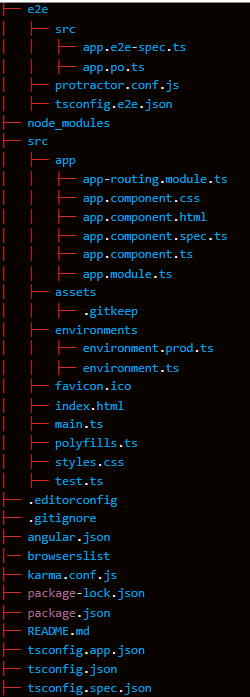 ├── e2e
│   ├── src
│   │   ├── app.e2e-spec.ts
│   │   ├── app.po.ts
│   ├── protractor.conf.js
│   ├── tsconfig.e2e.json
├── node_modules
├── src
│   ├── app
│   │   ├── app-routing.module.ts
│   │   ├── app.component.css
│   │   ├── app.component.html
│   │   ├── app.component.spec.ts
│   │   ├── app.component.ts
│   │   ├── app.module.ts
│   ├── assets
│   │   ├── .gitkeep
│   ├── environments
│   │   ├── environment.prod.ts
│   │   ├── environment.ts
│   ├── favicon.ico
│   ├── index.html
│   ├── main.ts
│   ├── polyfills.ts
│   ├── styles.css
│   ├── test.ts
├── .editorconfig
├── .gitignore
├── angular.json
├── browserslist
├── karma.conf.js
├── package-lock.json
├── package.json
├── README.md
├── tsconfig.app.json
├── tsconfig.json
├── tsconfig.spec.json